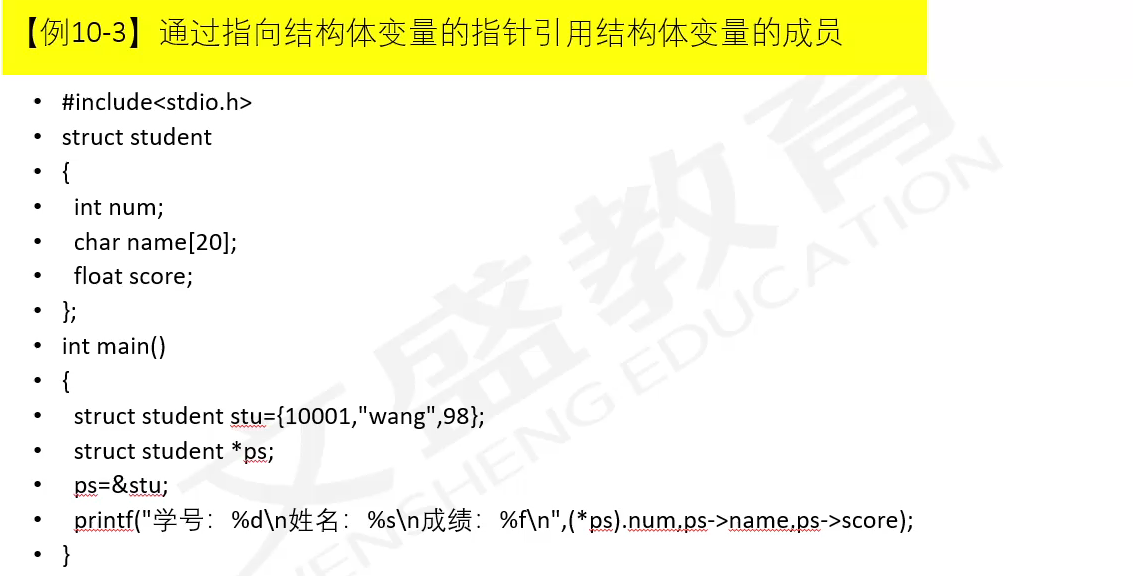 【例10-3】通过指向结构体变量的指针引用结构体变量的成员
• #include<stdio.h>
• struct student
• {
• int num;
• char name[20];
• float score;
• };
• int main()
• {
• struct student stu={10001,"wang",98};
• struct student *ps;
• ps=&stu;
• printf("学号：%d\n姓名：%s\n成绩：%f\n",(*ps).num,ps->name,ps->score);
• }
文盛教育
WENSHENG EDUCATION